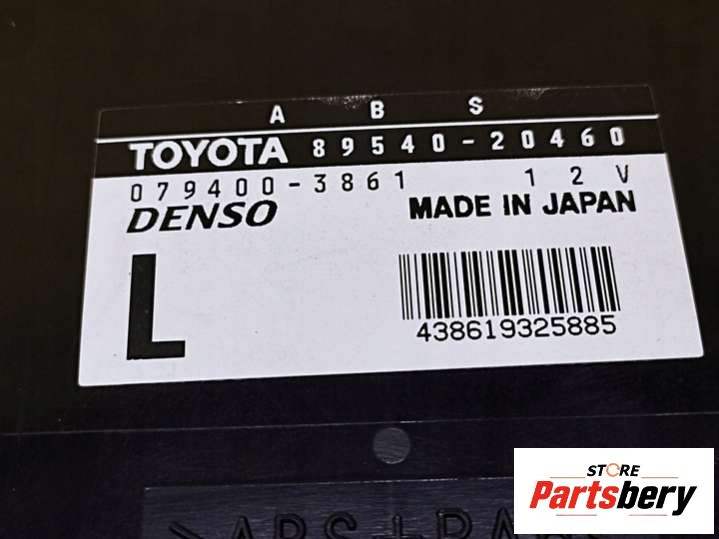 A B S
TOYOTA 89540-20460
079400-3861 12V
DENSO MADE IN JAPAN
L
438619325885
STORE
Partsbery